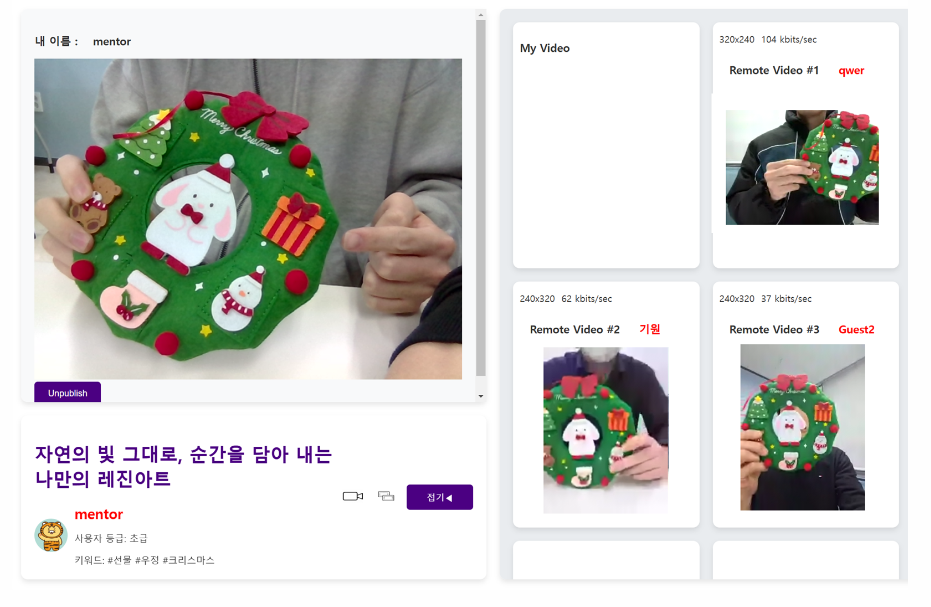 내 이름 : mentor
Merry Christmas
Unpublish
자연의 빛 그대로, 순간을 담아 내는
나만의 레진아트
접기◀
mentor
사용자 등급: 초급
키워드: #선물 #우정 #크리스마스
My Video
320x240 104 kbits/sec
Remote Video #1 qwer
240x320 62 kbits/sec
Remote Video #2 기원
Merry Christmas
240x320 37 kbits/sec
Remote Video #3 Guest2
Merry Christmas